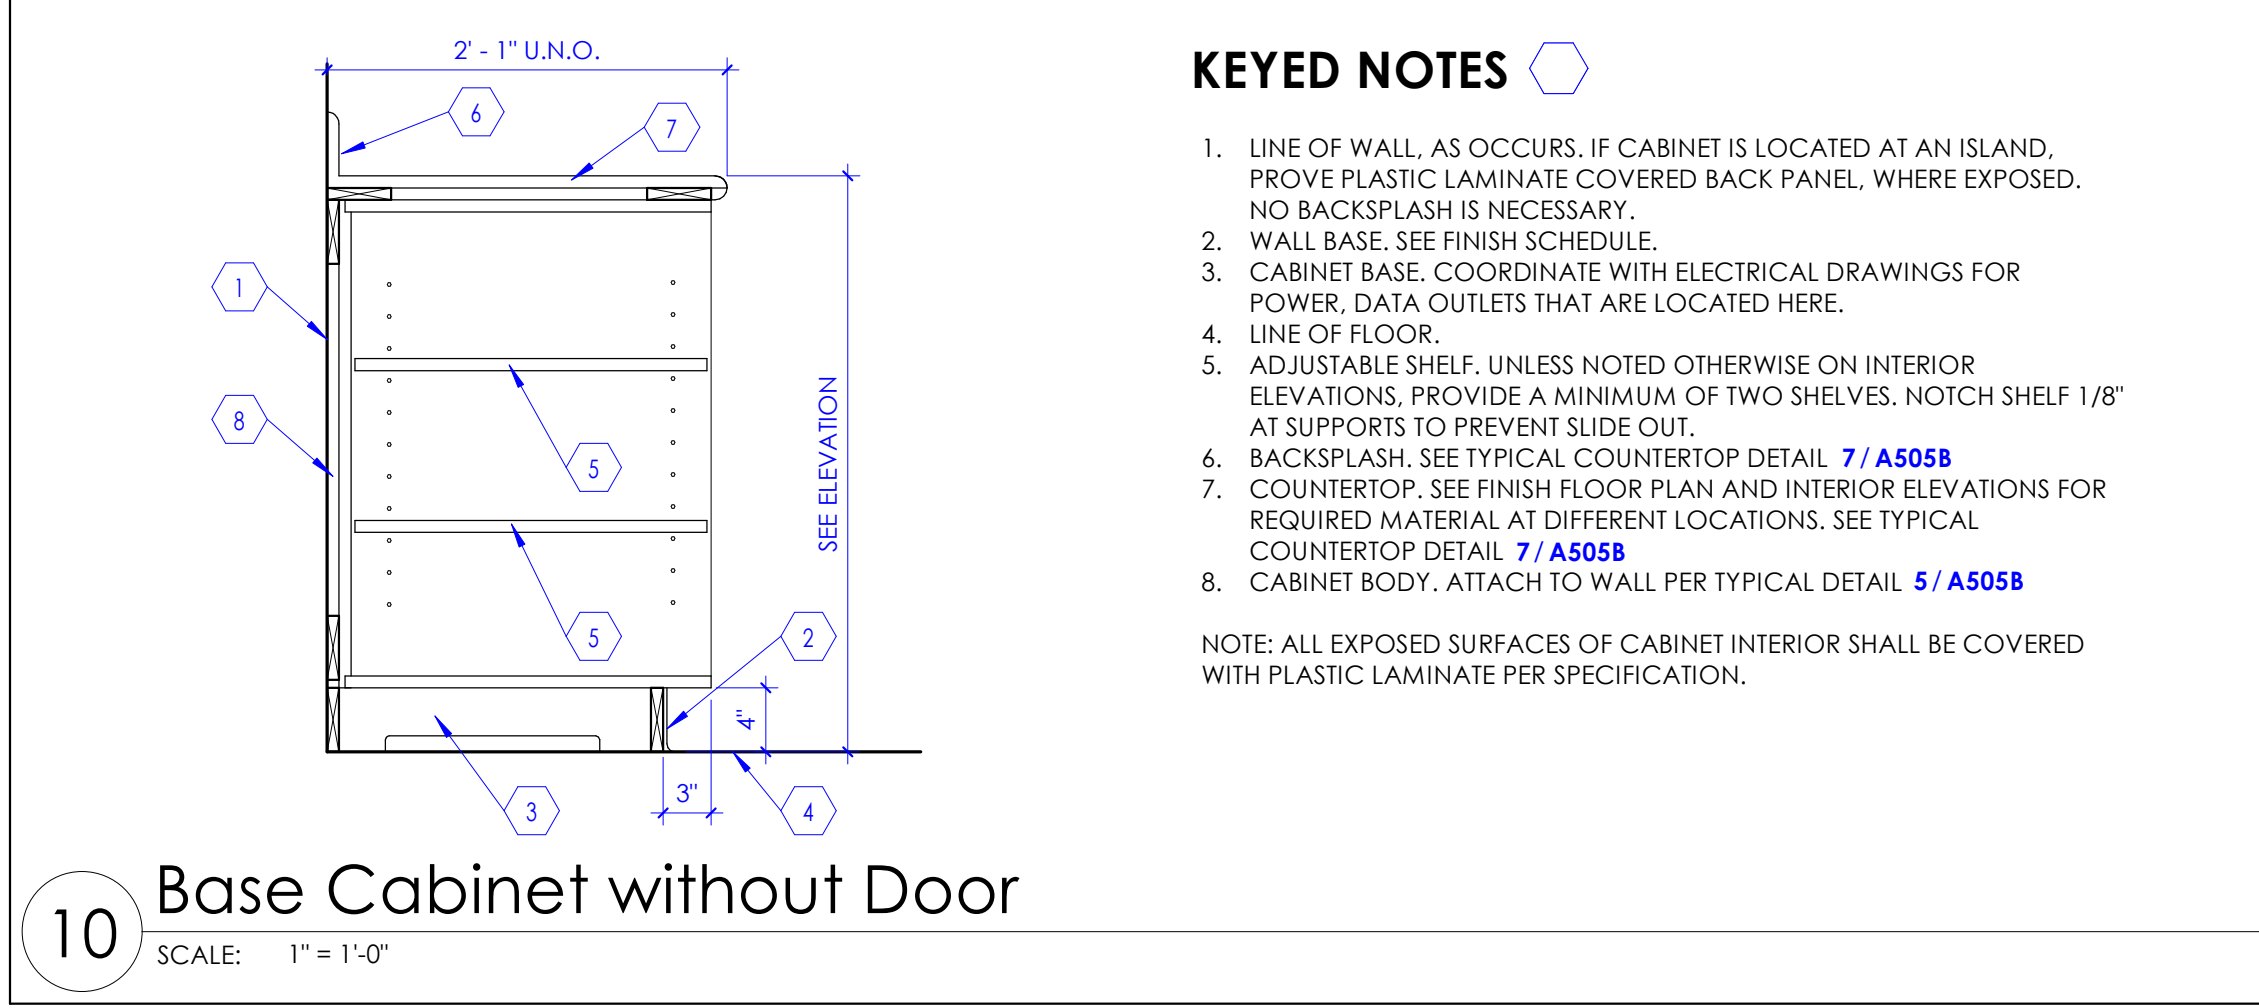 2' - 1" U.N.O.
6
7
1
8
5
5
2
SEE ELEVATION
4"
3"
3
4
KEYED NOTES
1. LINE OF WALL, AS OCCURS. IF CABINET IS LOCATED AT AN ISLAND,
PROVE PLASTIC LAMINATE COVERED BACK PANEL, WHERE EXPOSED.
NO BACKSPLASH IS NECESSARY.
2. WALL BASE. SEE FINISH SCHEDULE.
3. CABINET BASE. COORDINATE WITH ELECTRICAL DRAWINGS FOR
POWER, DATA OUTLETS THAT ARE LOCATED HERE.
4. LINE OF FLOOR.
5. ADJUSTABLE SHELF. UNLESS NOTED OTHERWISE ON INTERIOR
ELEVATIONS, PROVIDE A MINIMUM OF TWO SHELVES. NOTCH SHELF 1/8"
AT SUPPORTS TO PREVENT SLIDE OUT.
6. BACKSPLASH. SEE TYPICAL COUNTERTOP DETAIL 7 / A505B
7. COUNTERTOP. SEE FINISH FLOOR PLAN AND INTERIOR ELEVATIONS FOR
REQUIRED MATERIAL AT DIFFERENT LOCATIONS. SEE TYPICAL
COUNTERTOP DETAIL 7 / A505B
8. CABINET BODY. ATTACH TO WALL PER TYPICAL DETAIL 5 / A505B
NOTE: ALL EXPOSED SURFACES OF CABINET INTERIOR SHALL BE COVERED
WITH PLASTIC LAMINATE PER SPECIFICATION.
10
Base Cabinet without Door
SCALE: 1" = 1'-0"